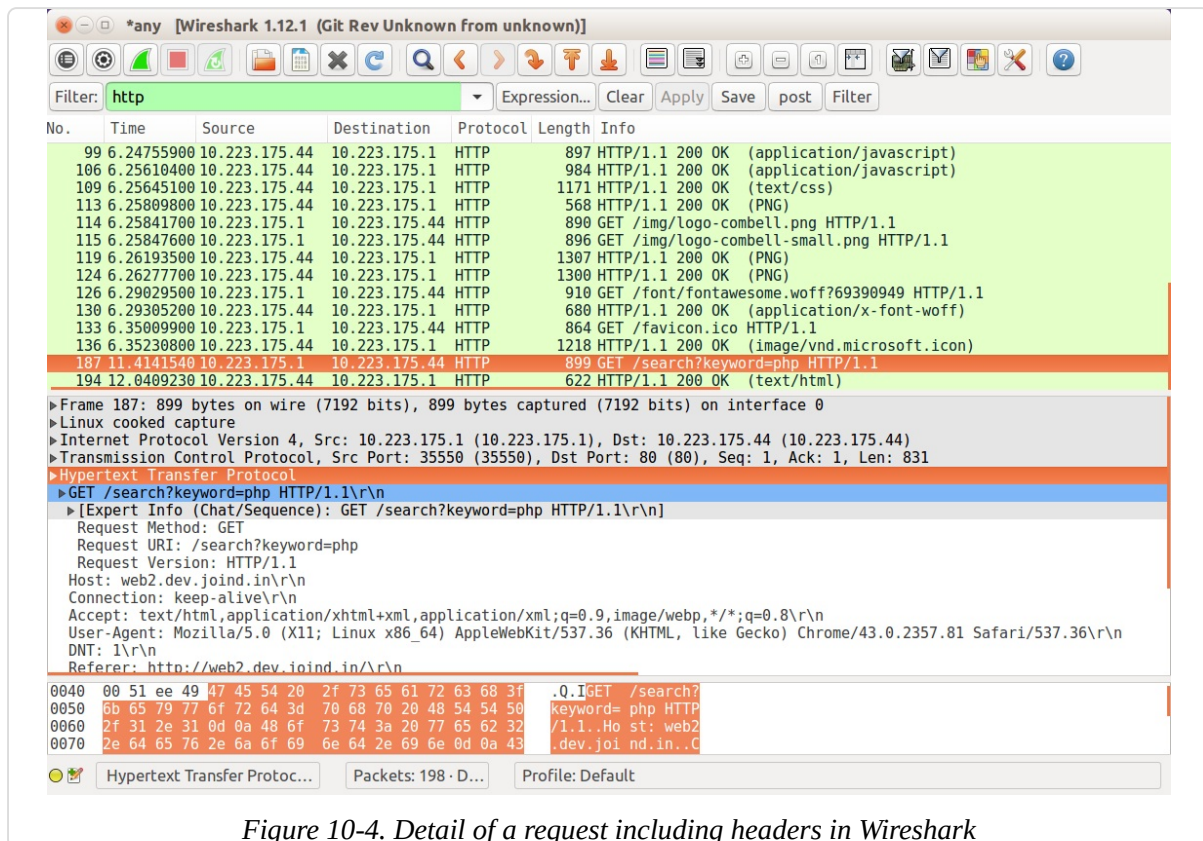 *any [Wireshark 1.12.1 (Git Rev Unknown from unknown)]
Filter: http Expression... Clear Apply Save post Filter
No. Time Source Destination Protocol Length Info
99 6.24755900 10.223.175.44 10.223.175.1 HTTP 897 HTTP/1.1 200 OK (application/javascript)
106 6.25610400 10.223.175.44 10.223.175.1 HTTP 984 HTTP/1.1 200 OK (application/javascript)
109 6.25645100 10.223.175.44 10.223.175.1 HTTP 1171 HTTP/1.1 200 OK (text/css)
113 6.25809800 10.223.175.44 10.223.175.1 HTTP 568 HTTP/1.1 200 OK (PNG)
114 6.25841700 10.223.175.1 10.223.175.44 HTTP 890 GET /img/logo-combell.png HTTP/1.1
115 6.25847600 10.223.175.1 10.223.175.44 HTTP 896 GET /img/logo-combell-small.png HTTP/1.1
119 6.26193500 10.223.175.44 10.223.175.1 HTTP 1307 HTTP/1.1 200 OK (PNG)
124 6.26277700 10.223.175.44 10.223.175.1 HTTP 1300 HTTP/1.1 200 OK (PNG)
126 6.29029500 10.223.175.1 10.223.175.44 HTTP 910 GET /font/fontawesome.woff?69390949 HTTP/1.1
130 6.29305200 10.223.175.44 10.223.175.1 HTTP 680 HTTP/1.1 200 OK (application/x-font-woff)
133 6.35009900 10.223.175.1 10.223.175.44 HTTP 864 GET /favicon.ico HTTP/1.1
136 6.35230800 10.223.175.44 10.223.175.1 HTTP 1218 HTTP/1.1 200 OK (image/vnd.microsoft.icon)
187 11.4141540 10.223.175.1 10.223.175.44 HTTP 899 GET /search?keyword=php HTTP/1.1
194 12.0409230 10.223.175.44 10.223.175.1 HTTP 622 HTTP/1.1 200 OK (text/html)
Frame 187: 899 bytes on wire (7192 bits), 899 bytes captured (7192 bits) on interface 0
Linux cooked capture
Internet Protocol Version 4, Src: 10.223.175.1 (10.223.175.1), Dst: 10.223.175.44 (10.223.175.44)
Transmission Control Protocol, Src Port: 35550 (35550), Dst Port: 80 (80), Seq: 1, Ack: 1, Len: 831
Hypertext Transfer Protocol
GET /search?keyword=php HTTP/1.1\r\n
[Expert Info (Chat/Sequence): GET /search?keyword=php HTTP/1.1\r\n]
Request Method: GET
Request URI: /search?keyword=php
Request Version: HTTP/1.1
Host: web2.dev.joind.in\r\n
Connection: keep-alive\r\n
Accept: text/html,application/xhtml+xml,application/xml;q=0.9,image/webp,*/*;q=0.8\r\n
User-Agent: Mozilla/5.0 (X11; Linux x86_64) AppleWebKit/537.36 (KHTML, like Gecko) Chrome/43.0.2357.81 Safari/537.36\r\n
DNT: 1\r\n
Referer: http://web2.dev.joind.in/\r\n
0040 00 51 ee 49 47 45 54 20 2f 73 65 61 72 63 68 3f .Q.IGET /search?
0050 6b 65 79 77 6f 72 64 3d 70 68 70 20 48 54 54 50 keyword= php HTTP
0060 2f 31 2e 31 0d 0a 48 6f 73 74 3a 20 77 65 62 32 /1.1..Ho st: web2
0070 2e 64 65 76 2e 6a 6f 69 6e 64 2e 69 6e 0d 0a 43 .dev.joi nd.in..C
Hypertext Transfer Protoc... Packets: 198 · D... Profile: Default
Figure 10-4. Detail of a request including headers in Wireshark